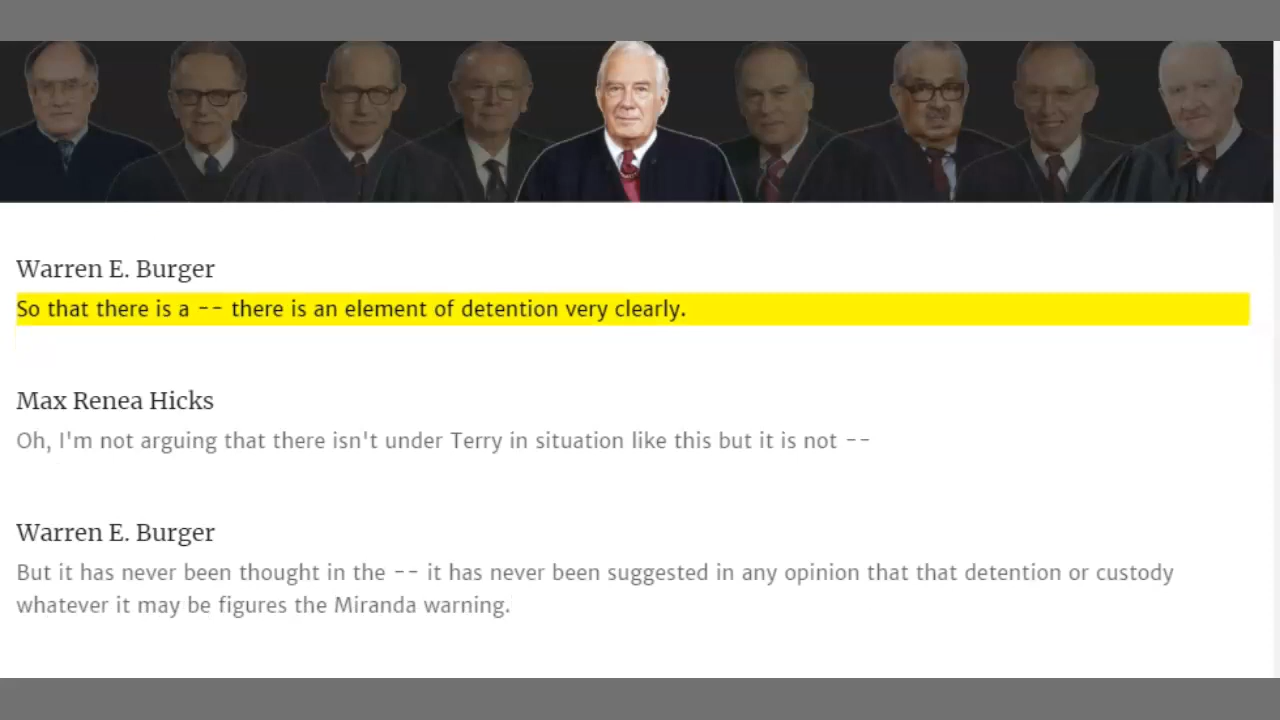 Warren E. Burger
So that there is a -- there is an element of detention very clearly.
Max Renea Hicks
Oh, I'm not arguing that there isn't under Terry in situation like this but it is not --
Warren E. Burger
But it has never been thought in the -- it has never been suggested in any opinion that that detention or custody
whatever it may be figures the Miranda warning.